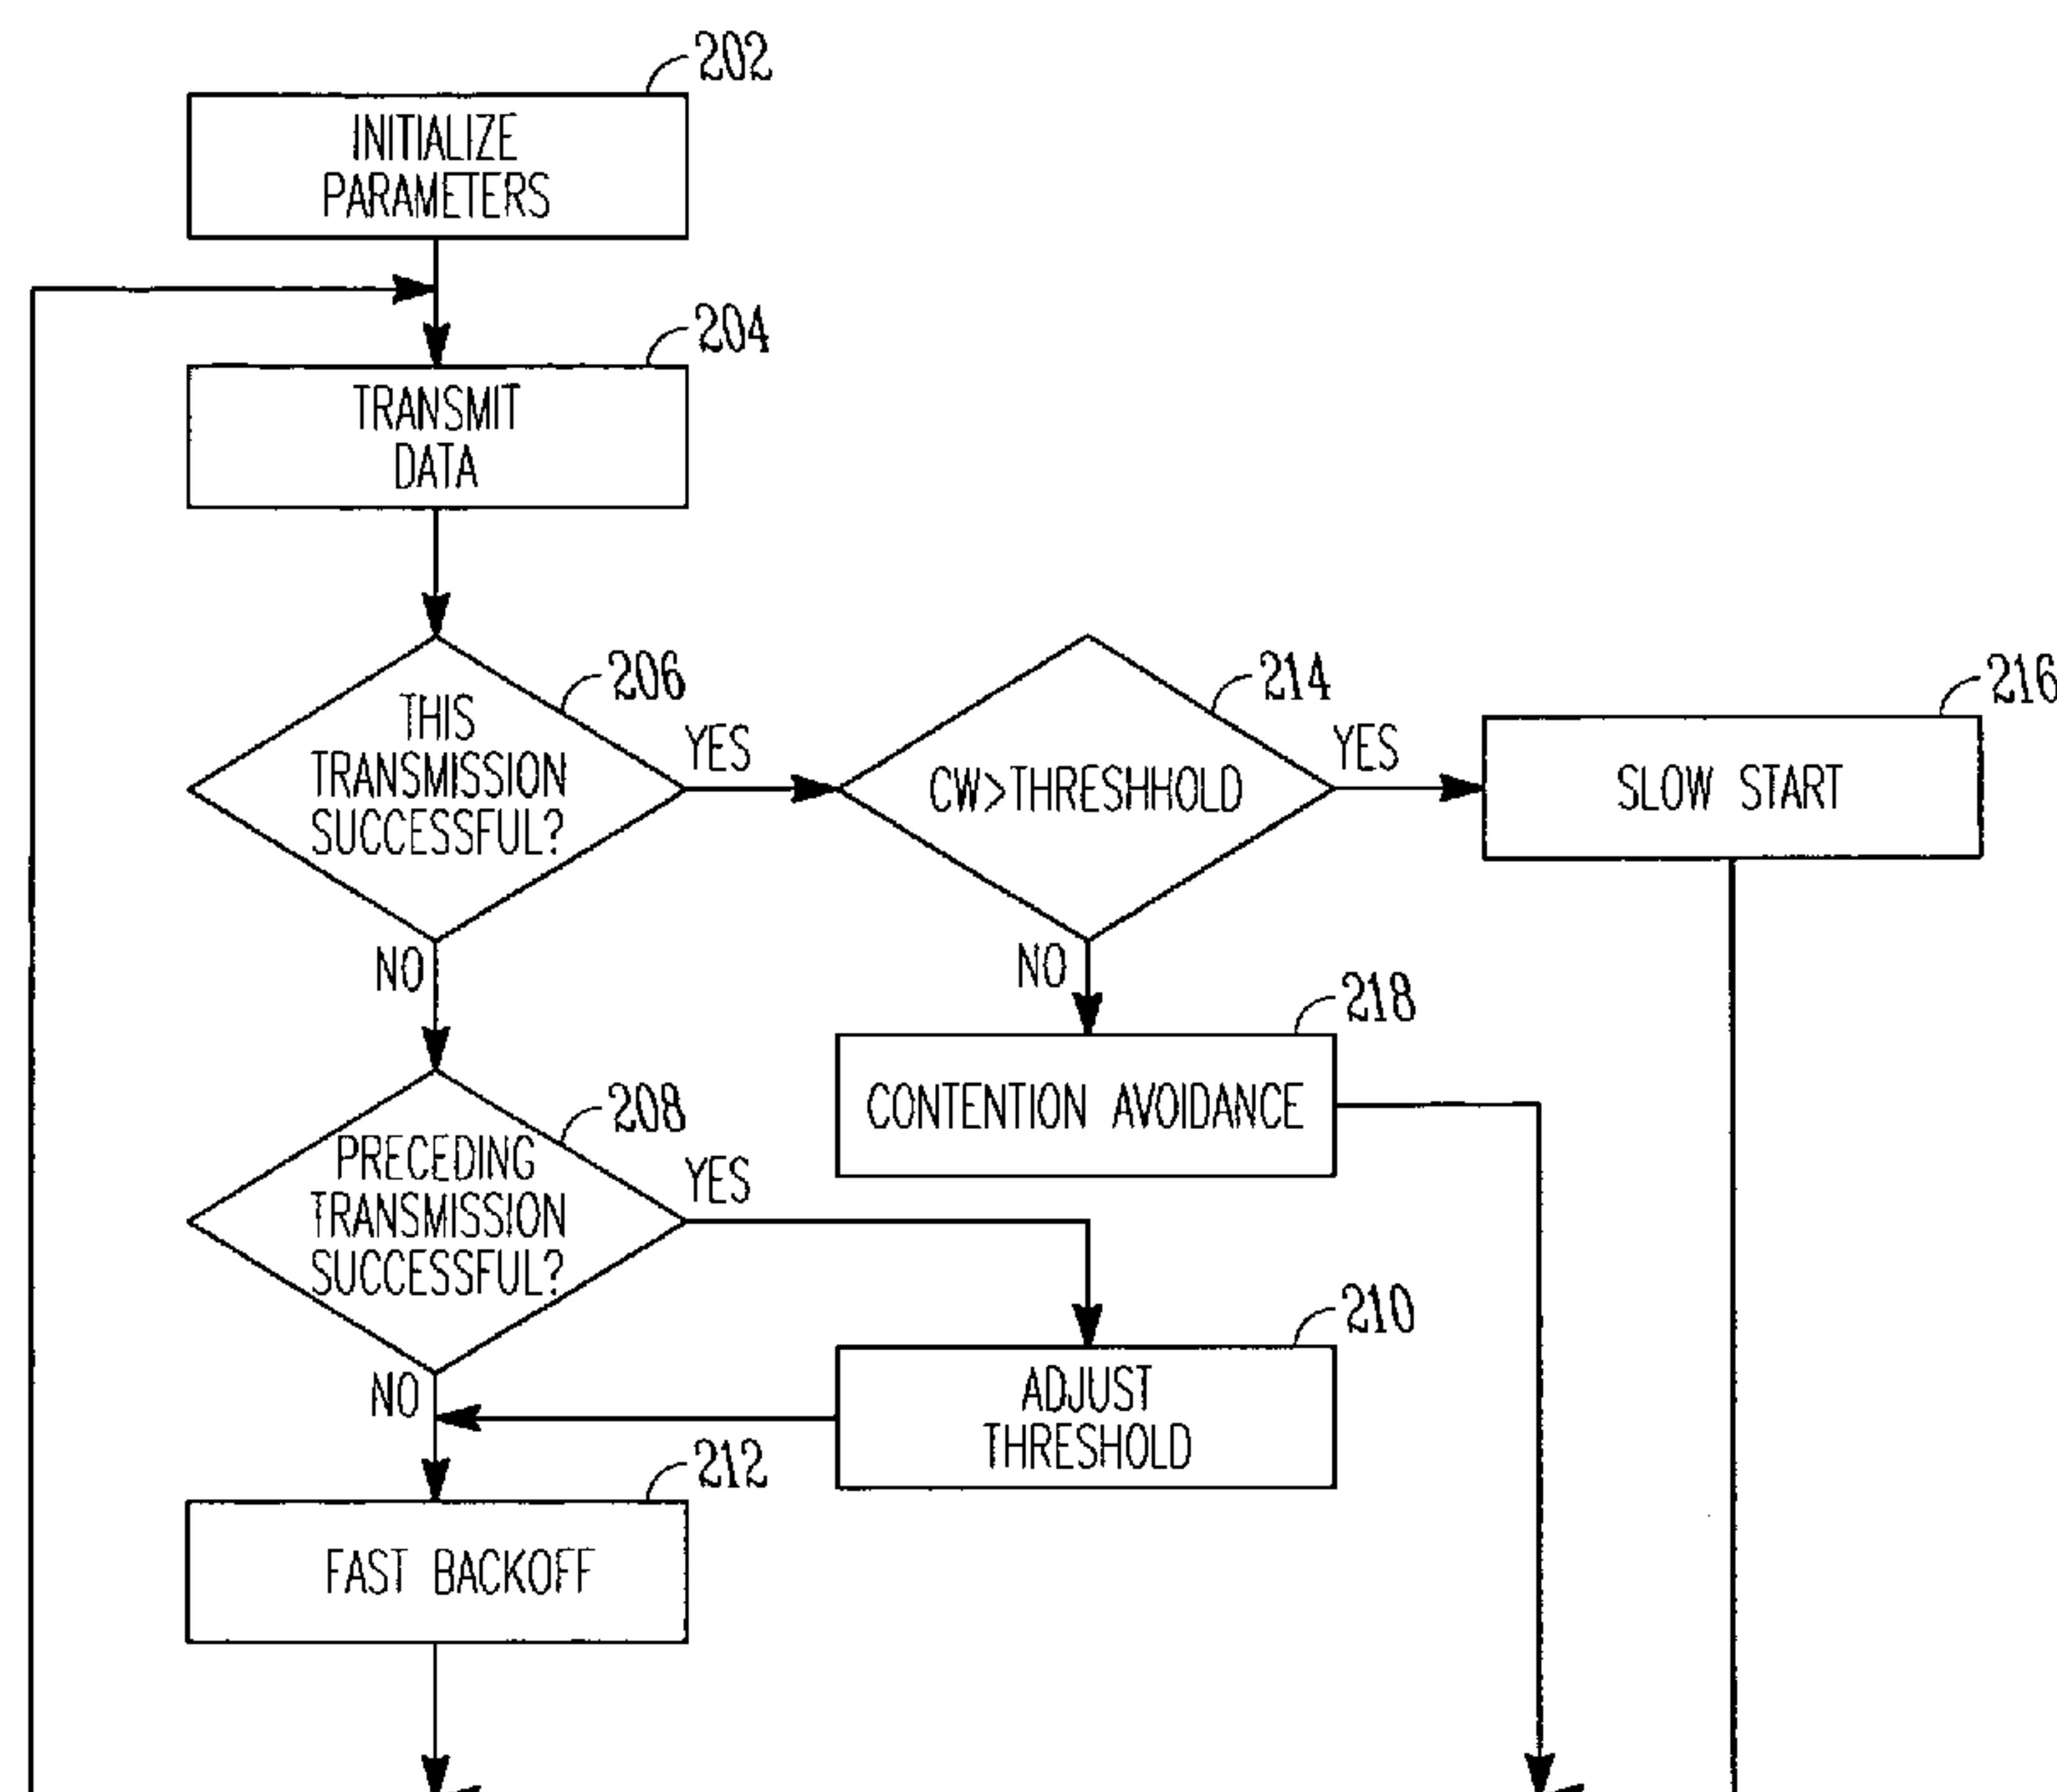 202
INITIALIZE
PARAMETERS
204
TRANSMIT
DATA
206
THIS
TRANSMISSION
SUCCESSFUL?
YES
NO
214
CW>THRESHHOLD
YES
NO
216
SLOW START
218
CONTENTION AVOIDANCE
208
PRECEDING
TRANSMISSION
SUCCESSFUL?
YES
NO
210
ADJUST
THRESHOLD
212
FAST BACKOFF